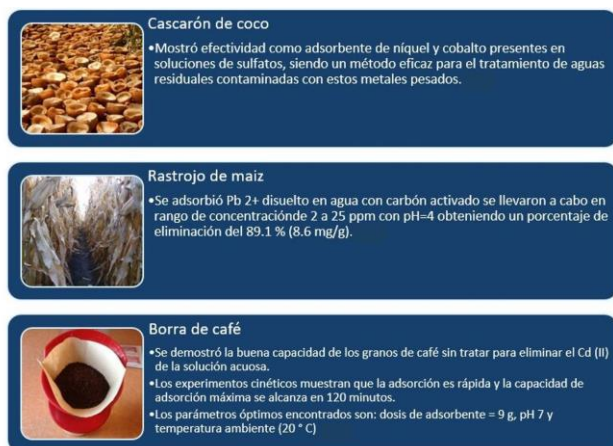 Cascarón de coco
•Mostró efectividad como adsorbente de níquel y cobalto presentes en
soluciones de sulfatos, siendo un método eficaz para el tratamiento de aguas
residuales contaminadas con estos metales pesados.
Rastrojo de maiz
•Se adsorbió Pb 2+ disuelto en agua con carbón activado se llevaron a cabo en
rango de concentraciónde 2 a 25 ppm con pH=4 obteniendo un porcentaje de
eliminación del 89.1 % (8.6 mg/g).
Borra de café
•Se demostró la buena capacidad de los granos de café sin tratar para eliminar el Cd (II)
de la solución acuosa.
•Los experimentos cinéticos muestran que la adsorción es rápida y la capacidad de
adsorción máxima se alcanza en 120 minutos.
•Los parámetros óptimos encontrados son: dosis de adsorbente = 9 g, pH 7 y
temperatura ambiente (20 ° C)